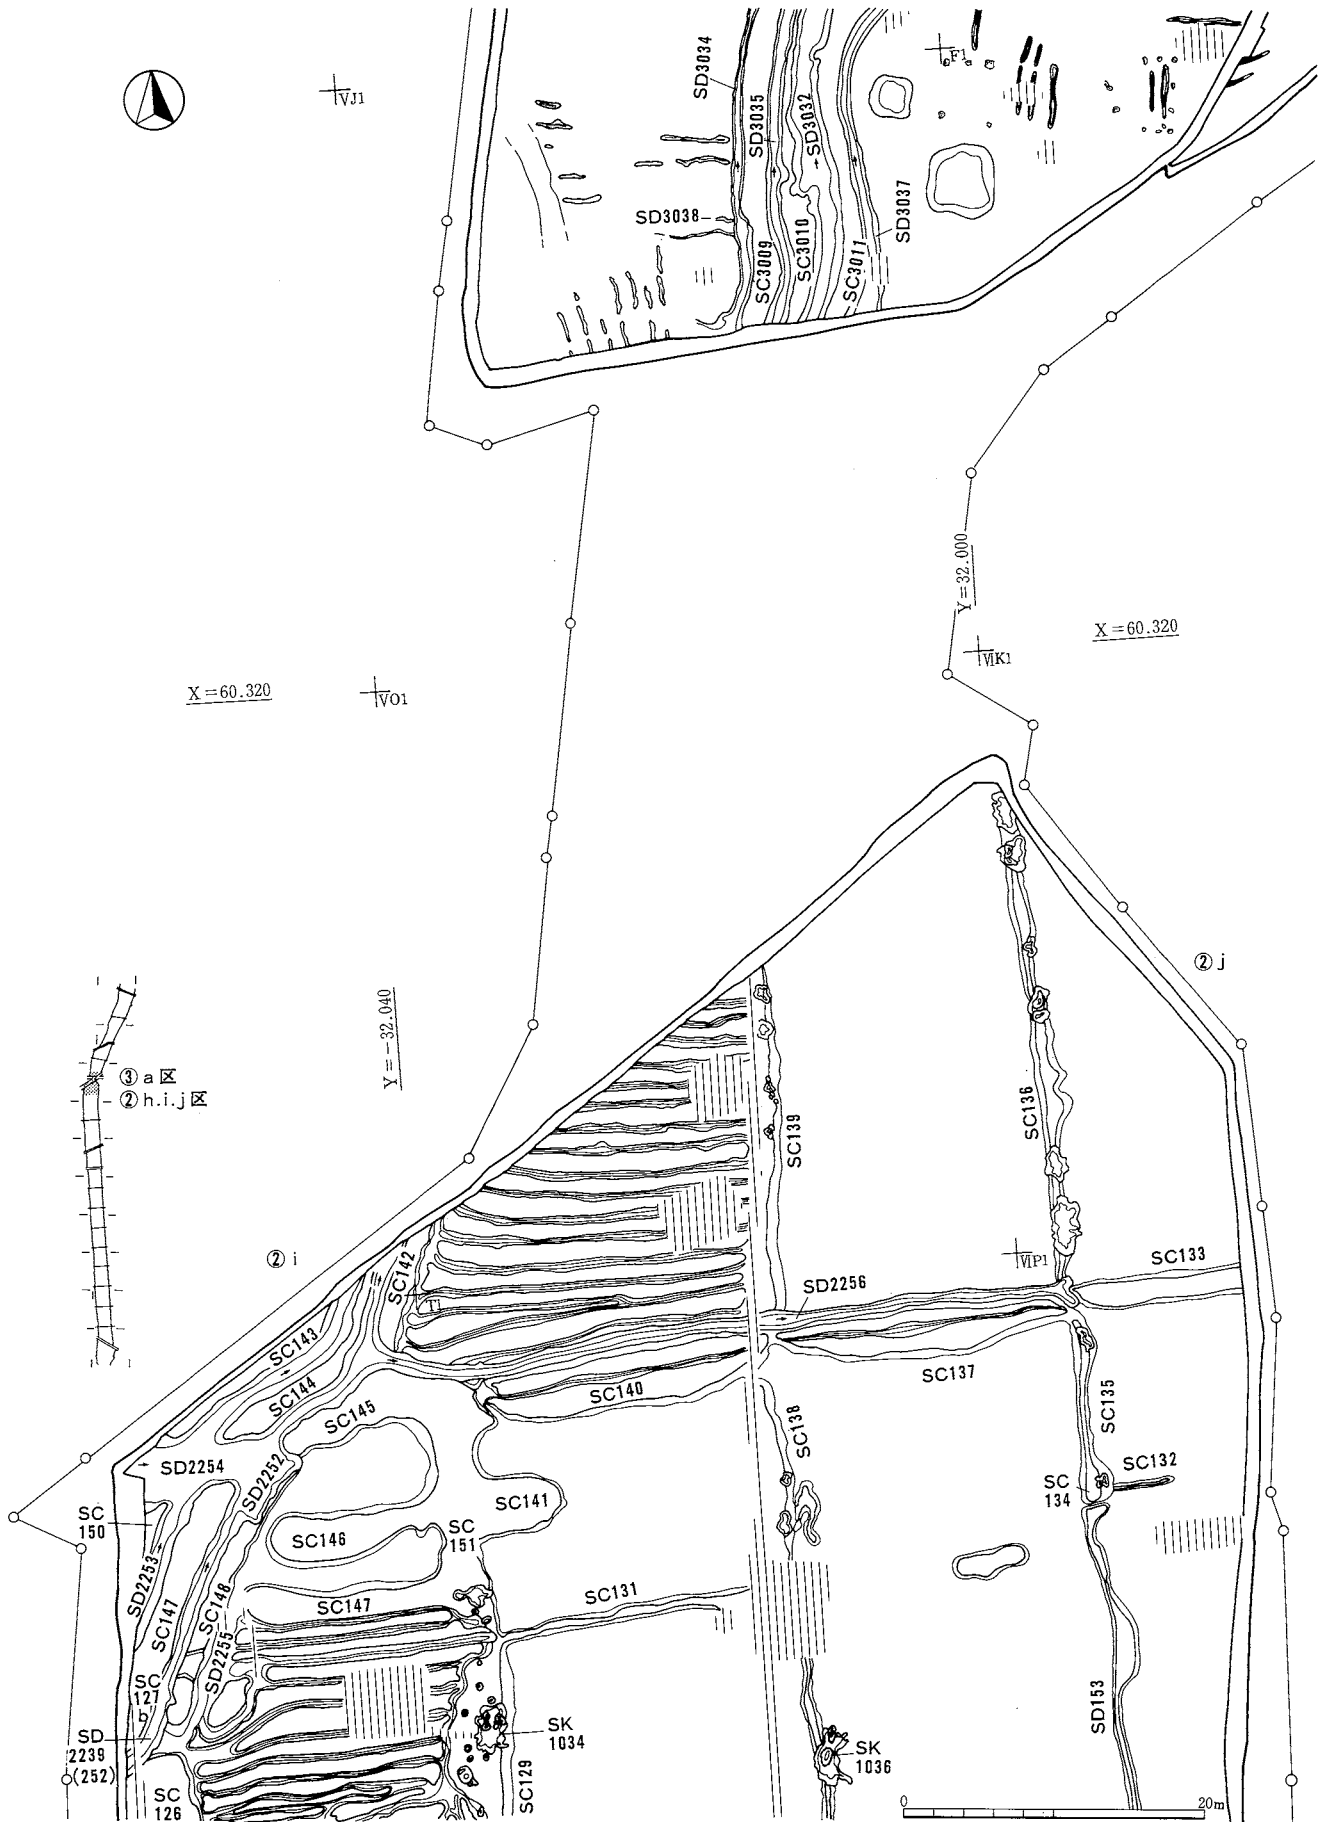 VJ1
F1
SD3034
SD3035
SD3032
SD3037
SD3038
SC3009
SC3010
SC3011
Y=32.000
X=60.320
ⅥK1
X=60.320
VO1
②j
Y=-32.040
③a区
②h.i.j区
SC136
SC139
②i
SC142
T1
ⅥP1
SC133
SD2256
SC143
SC144
SC145
SC140
SC137
SC135
SC138
SD2254
SD2252
SC132
SC
134
SC
150
SC141
SC146
SC
151
SD2253
SC147
SC148
SC147
SC131
SD2255
SC
127
b
SD
2239
(252)
SD153
SK
1034
SK
1036
SC129
SC
126
0
20m